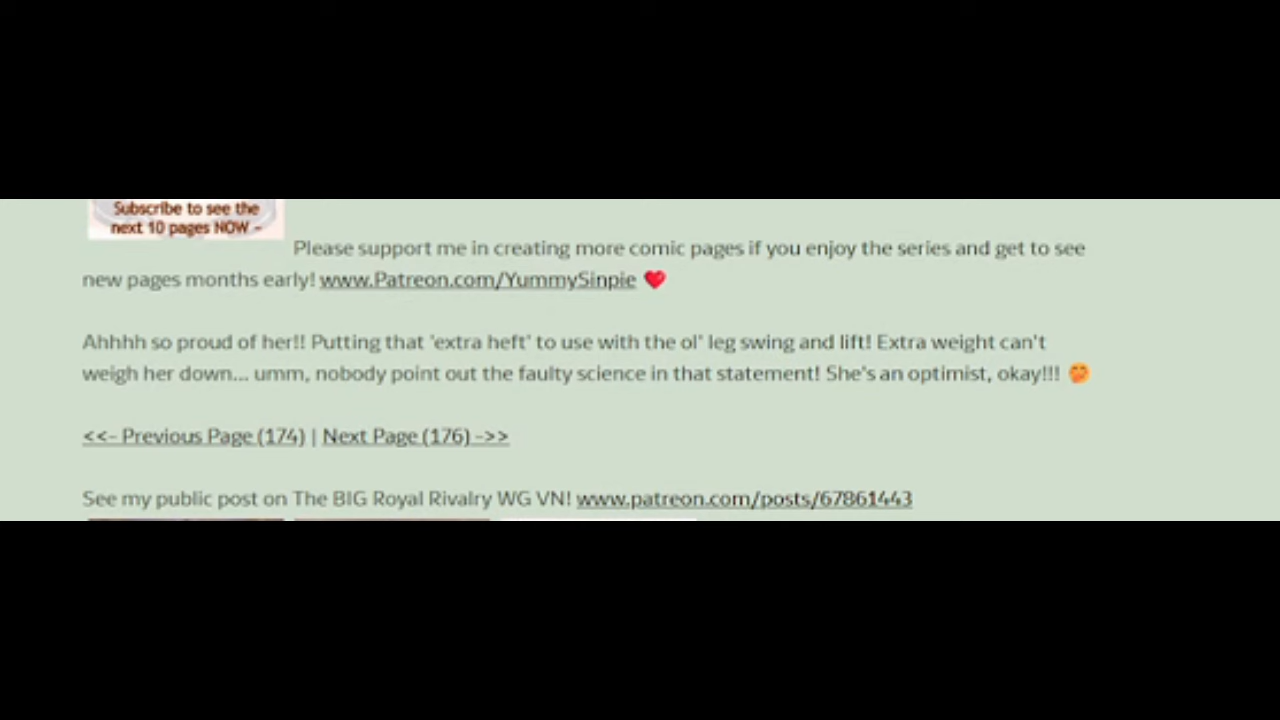 Subscribe to see the
next 10 pages NOW ~
Please support me in creating more comic pages if you enjoy the series and get to see
new pages months early! www.Patreon.com/YummySinpie ❤️
Ahhhh so proud of her!! Putting that 'extra heft' to use with the ol' leg swing and lift! Extra weight can't
weigh her down... umm, nobody point out the faulty science in that statement! She's an optimist, okay!!! 🤭
<<- Previous Page (174) | Next Page (176) ->>
See my public post on The BIG Royal Rivalry WG VN! www.patreon.com/posts/67861443